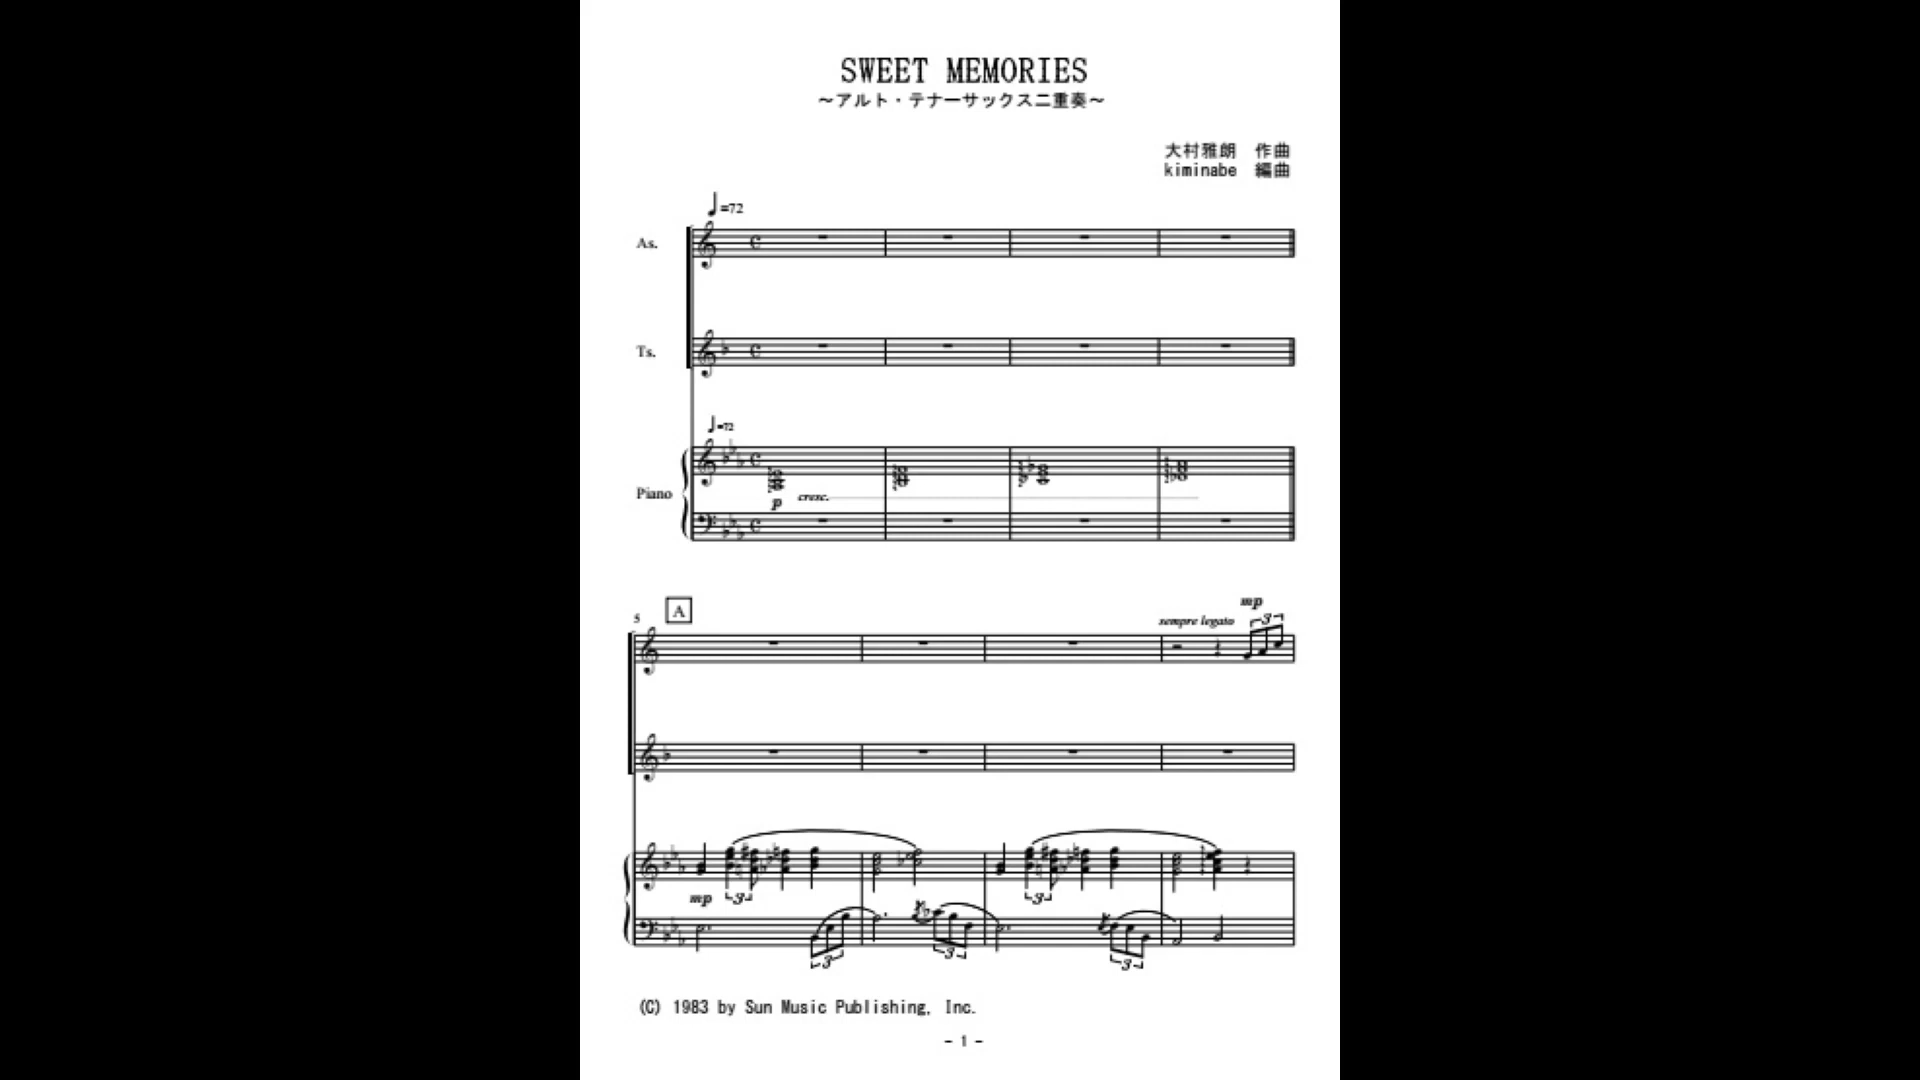 SWEET MEMORIES
～アルト・テナーサックス二重奏～
大村雅朗　作曲
kiminabe　編曲
=72
As.
Ts.
=72
Piano
p cresc.
5 A
mp
sempre legato 3
mp 3 3
3 3 3
(C) 1983 by Sun Music Publishing, Inc.
- 1 -